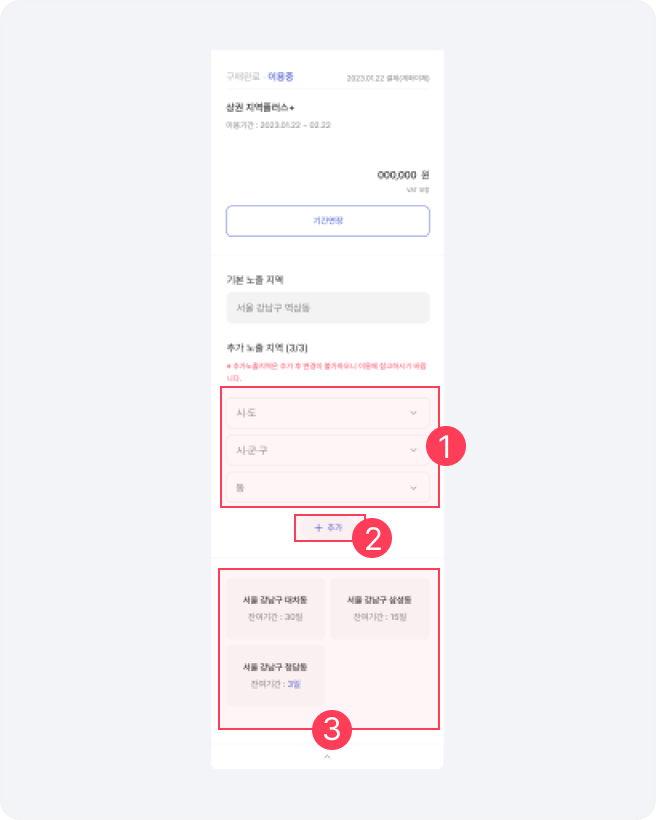 구매완료 · 이용중
2023.01.22 결제(계좌이체)
상권 지역플러스+
이용기간 : 2023.01.22 ~ 02.22
000,000 원
VAT 포함
기간연장
기본 노출 지역
서울 강남구 역삼동
추가 노출 지역 (3/3)
※ 추가노출지역은 추가 후 변경이 불가하오니 이용에 참고하시기 바랍
니다.
시·도
시·군·구
1
동
+ 추가
2
서울 강남구 대치동
잔여기간 : 30일
서울 강남구 삼성동
잔여기간 : 15일
서울 강남구 청담동
잔여기간 : 3일
3